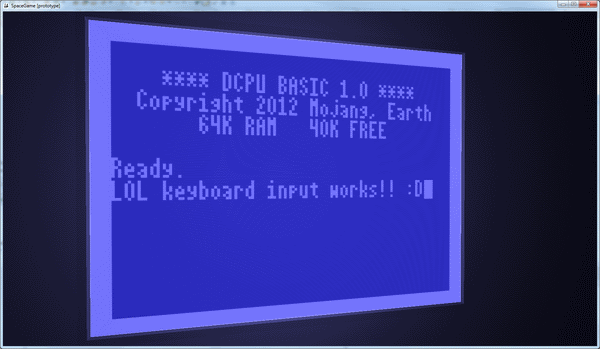 SpaceGame [prototype]
**** DCPU BASIC 1.0 ****
Copyright 2012 Mojang, Earth
64K RAM 40K FREE
Ready.
LOL keyboard input works!! :D